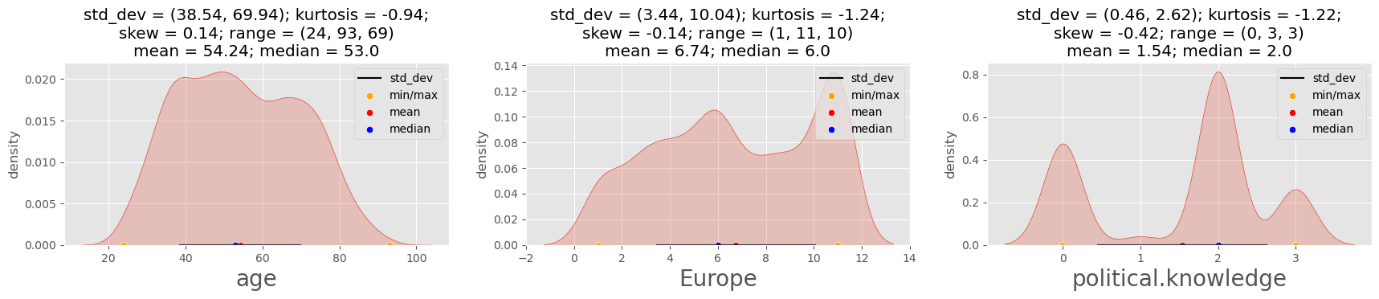 std_dev = (38.54, 69.94); kurtosis = -0.94;
skew = 0.14; range = (24, 93, 69)
mean = 54.24; median = 53.0
0.020
0.015
0.010
0.005
0.000
density
std_dev
min/max
mean
median
20 40 60 80 100
age
std_dev = (3.44, 10.04); kurtosis = -1.24;
skew = -0.14; range = (1, 11, 10)
mean = 6.74; median = 6.0
0.14
0.12
0.10
0.08
0.06
0.04
0.02
0.00
density
std_dev
min/max
mean
median
−2 0 2 4 6 8 10 12 14
Europe
std_dev = (0.46, 2.62); kurtosis = -1.22;
skew = -0.42; range = (0, 3, 3)
mean = 1.54; median = 2.0
0.8
0.6
0.4
0.2
0.0
density
std_dev
min/max
mean
median
0 1 2 3
political.knowledge